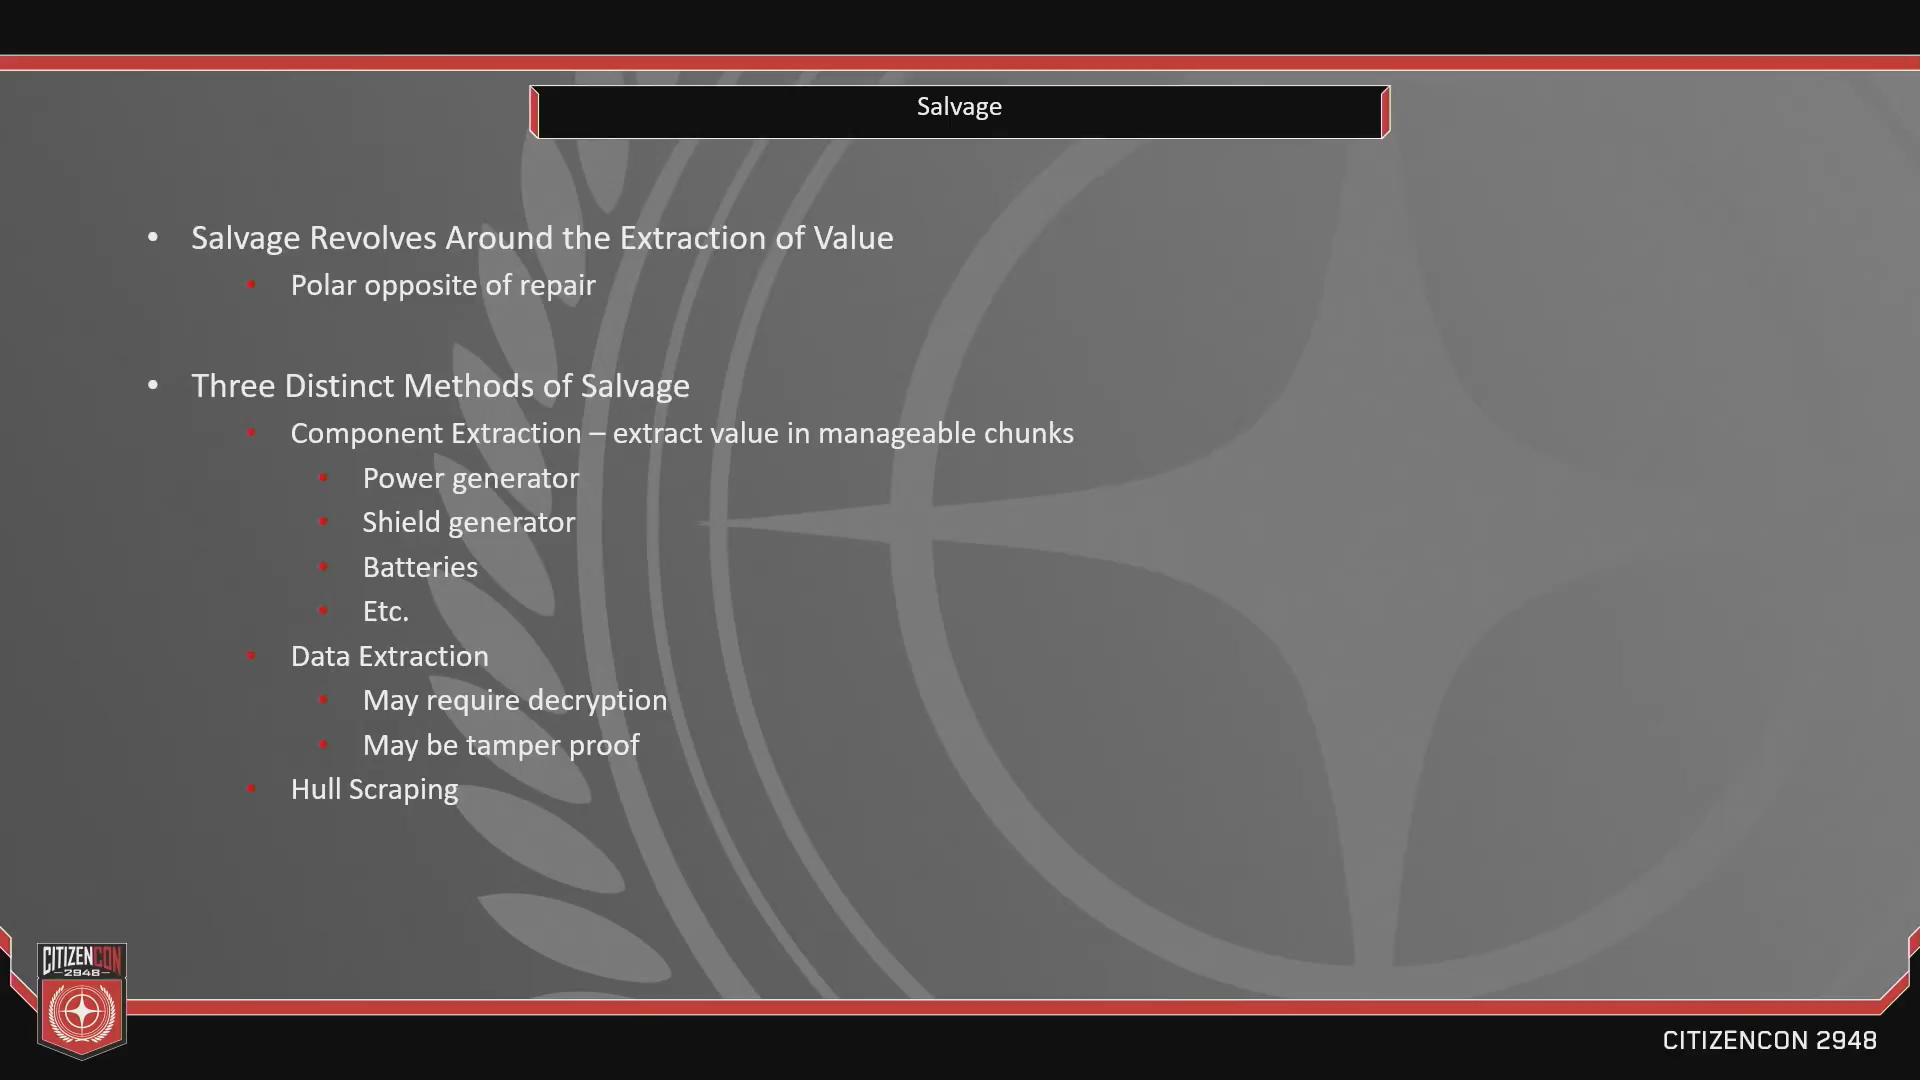 Salvage
• Salvage Revolves Around the Extraction of Value
• Polar opposite of repair
• Three Distinct Methods of Salvage
• Component Extraction – extract value in manageable chunks
• Power generator
• Shield generator
• Batteries
• Etc.
• Data Extraction
• May require decryption
• May be tamper proof
• Hull Scraping
CITIZENCON
2948
CITIZENCON 2948